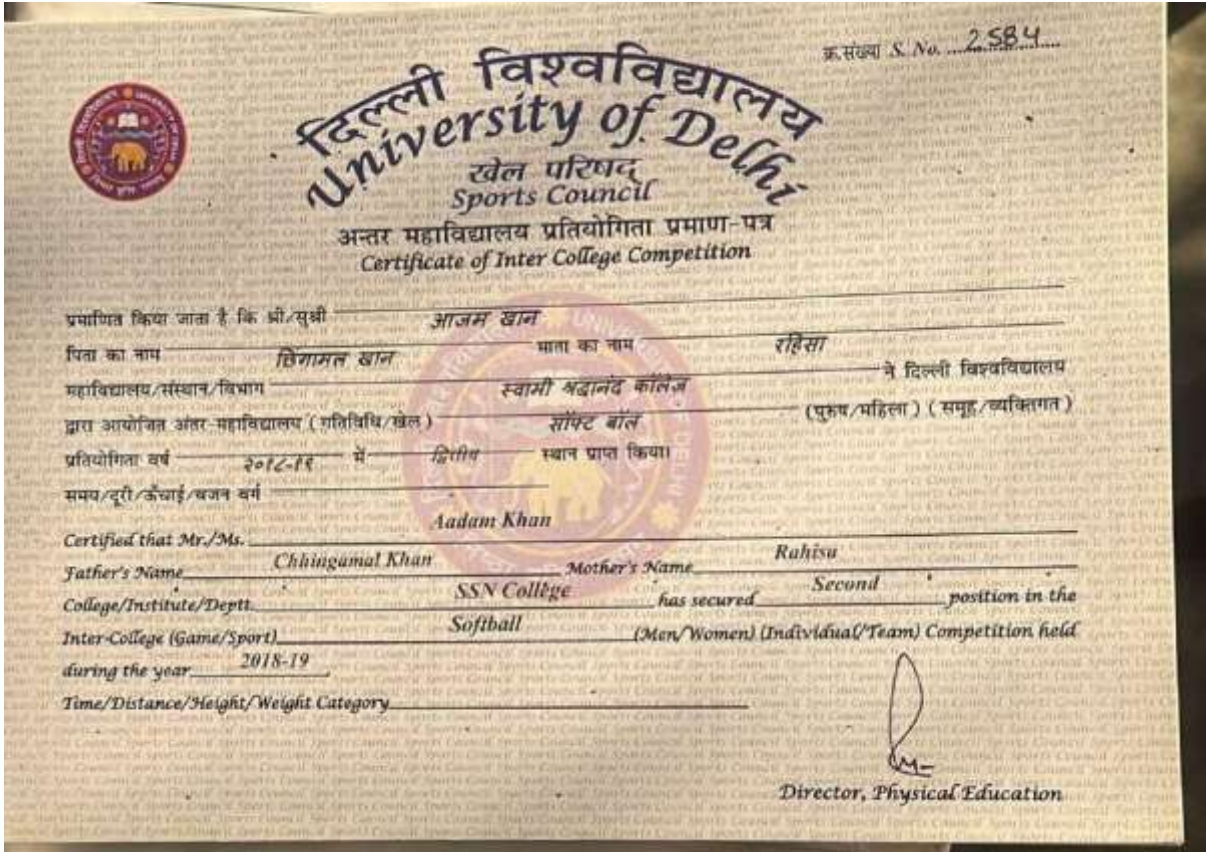 क्र.संख्या S. No. 2584
दिल्ली विश्वविद्यालय
University of Delhi
खेल परिषद्
Sports Council
अन्तर महाविद्यालय प्रतियोगिता प्रमाण-पत्र
Certificate of Inter College Competition
प्रमाणित किया जाता है कि श्री/सुश्री आजम खान
पिता का नाम छिंगामल खान माता का नाम रहिसा
महाविद्यालय/संस्थान/विभाग स्वामी श्रद्धानंद कॉलेज ने दिल्ली विश्वविद्यालय
द्वारा आयोजित अंतर-महाविद्यालय (गतिविधि/खेल) सॉफ्ट बॉल (पुरुष/महिला) (समूह/व्यक्तिगत)
प्रतियोगिता वर्ष २०१८-१९ में द्वितीय स्थान प्राप्त किया।
समय/दूरी/ऊँचाई/वजन वर्ग
Certified that Mr./Ms. Aadam Khan
Father's Name Chhingamal Khan Mother's Name Rahisa
College/Institute/Deptt. SSN College has secured Second position in the
Inter-College (Game/Sport) Softball (Men/Women) (Individual/Team) Competition held
during the year 2018-19
Time/Distance/Height/Weight Category
Director, Physical Education